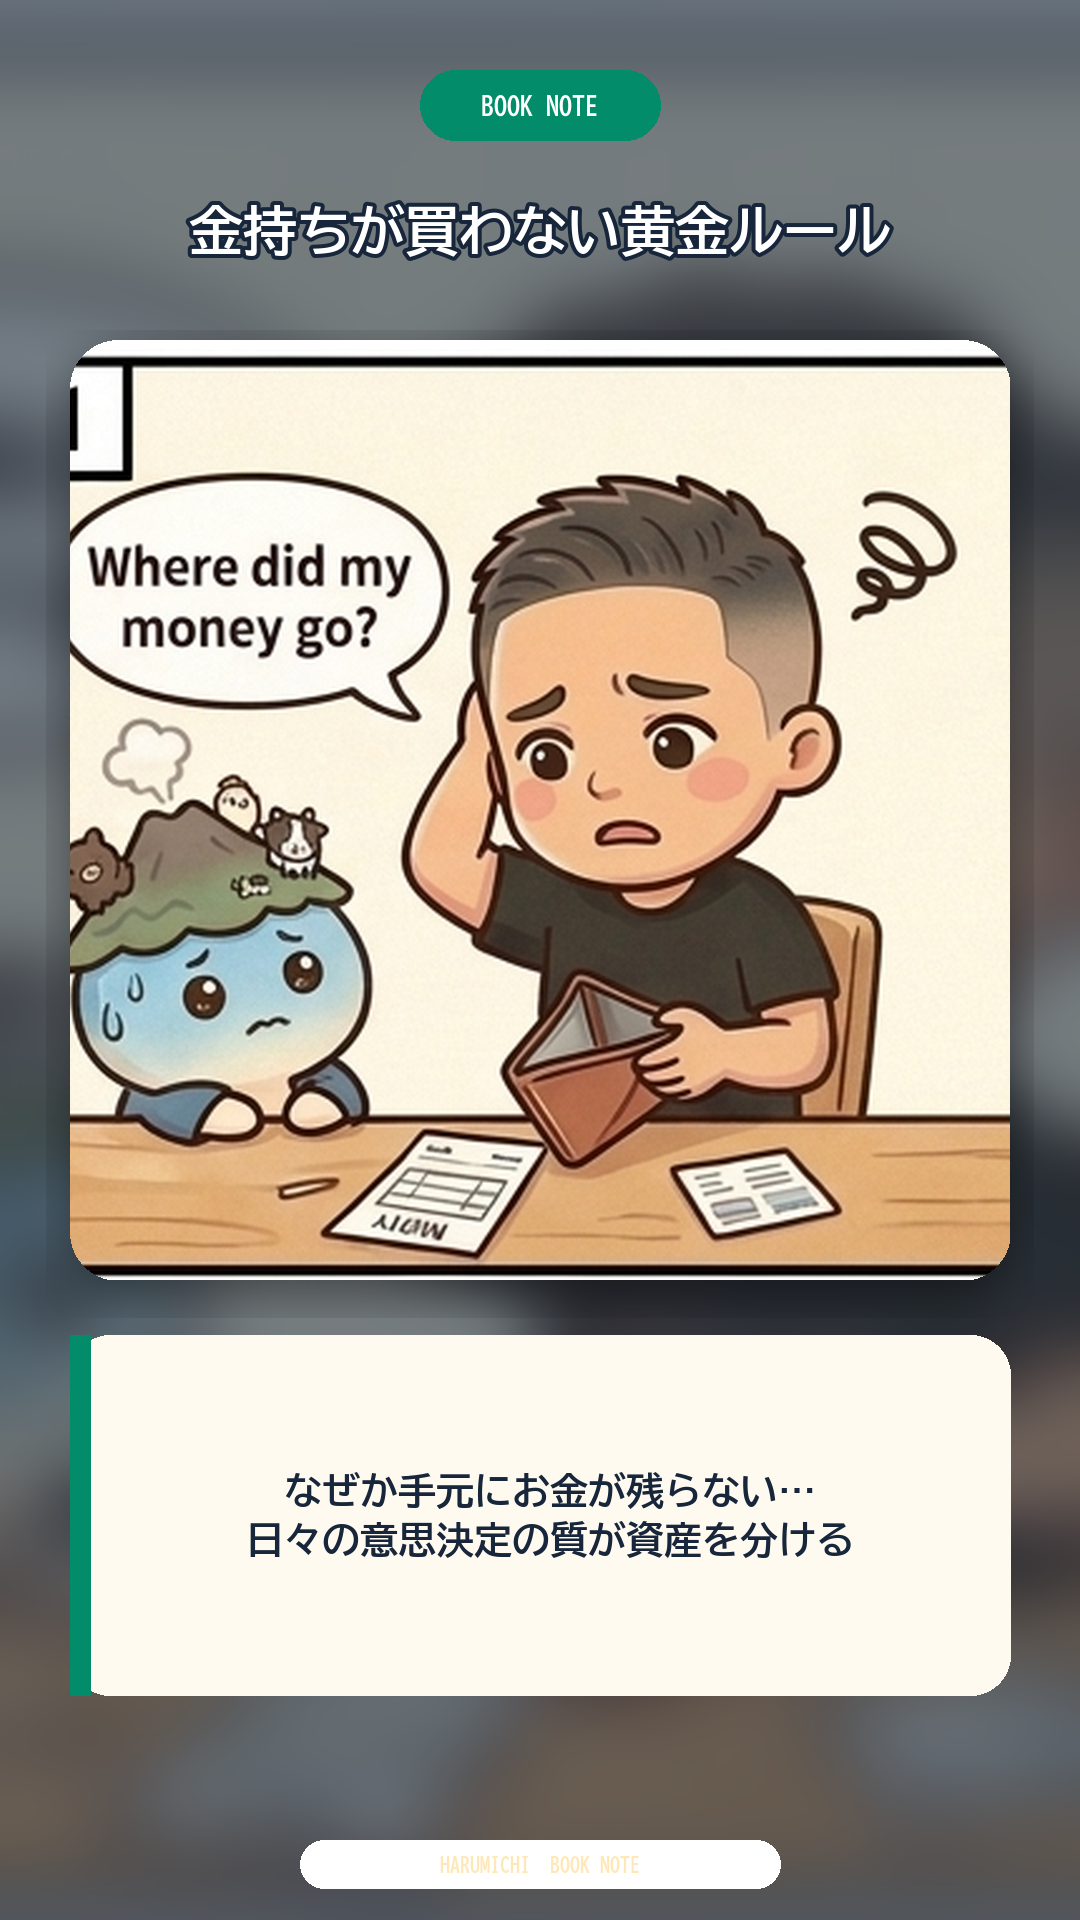 BOOK NOTE
金持ちが買わない黄金ルール
1
Where did my
money go?
なぜか手元にお金が残らない…
日々の意思決定の質が資産を分ける
HARUMICHI BOOK NOTE